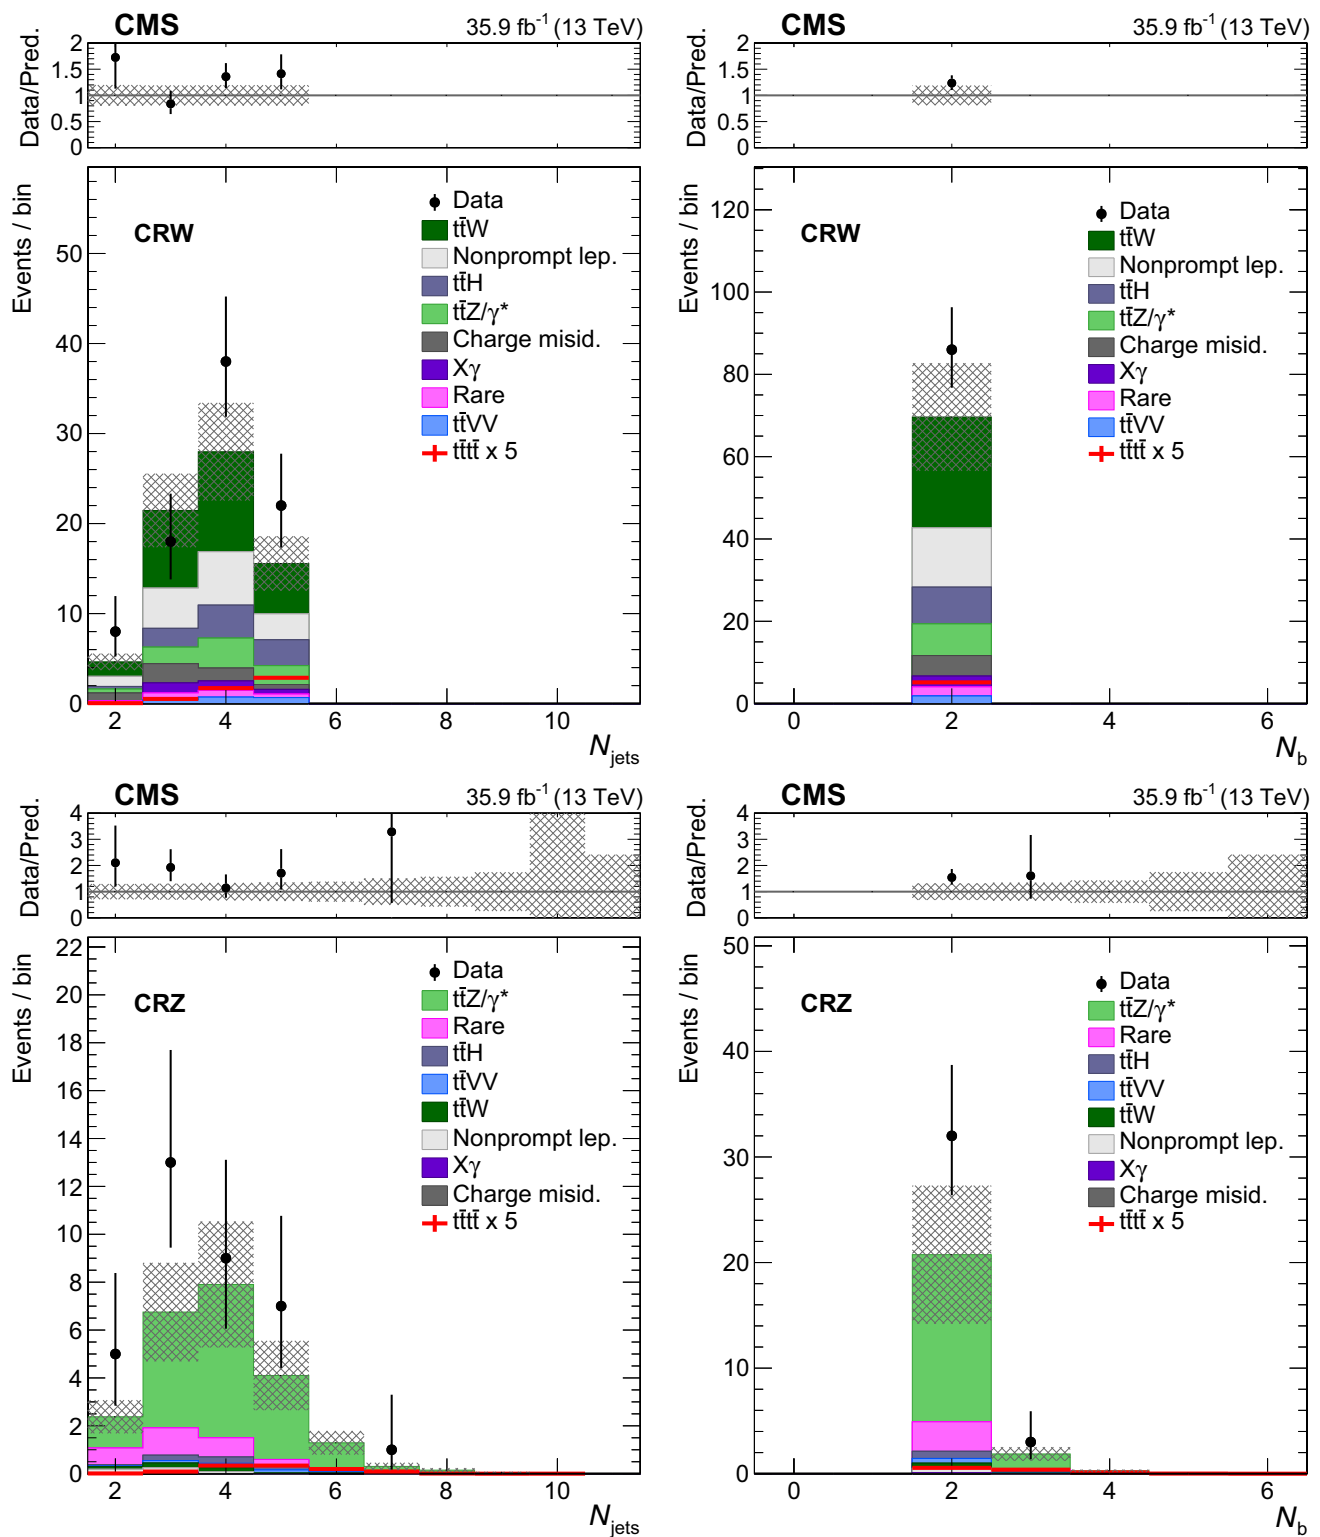 CMS 35.9 fb⁻¹ (13 TeV)
Data/Pred.
2
1.5
1
0.5
0
Events / bin
50
40
30
20
10
0
CRW
Data
tt̄W
Nonprompt lep.
tt̄H
tt̄Z/γ*
Charge misid.
Xγ
Rare
tt̄VV
tt̄tt̄ x 5
2 4 6 8 10
N_jets
CMS 35.9 fb⁻¹ (13 TeV)
Data/Pred.
2
1.5
1
0.5
0
Events / bin
120
100
80
60
40
20
0
CRW
Data
tt̄W
Nonprompt lep.
tt̄H
tt̄Z/γ*
Charge misid.
Xγ
Rare
tt̄VV
tt̄tt̄ x 5
0 2 4 6
N_b
CMS 35.9 fb⁻¹ (13 TeV)
Data/Pred.
4
3
2
1
0
Events / bin
22
20
18
16
14
12
10
8
6
4
2
0
CRZ
Data
tt̄Z/γ*
Rare
tt̄H
tt̄VV
tt̄W
Nonprompt lep.
Xγ
Charge misid.
tt̄tt̄ x 5
2 4 6 8 10
N_jets
CMS 35.9 fb⁻¹ (13 TeV)
Data/Pred.
4
3
2
1
0
Events / bin
50
40
30
20
10
0
CRZ
Data
tt̄Z/γ*
Rare
tt̄H
tt̄VV
tt̄W
Nonprompt lep.
Xγ
Charge misid.
tt̄tt̄ x 5
0 2 4 6
N_b